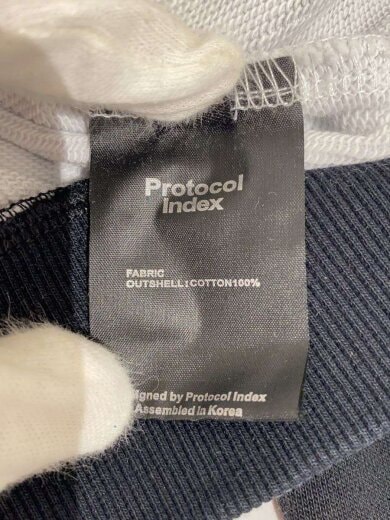 Protocol
Index
FABRIC
OUTSHELL:COTTON100%
igned by Protocol Index
Assembled in Korea